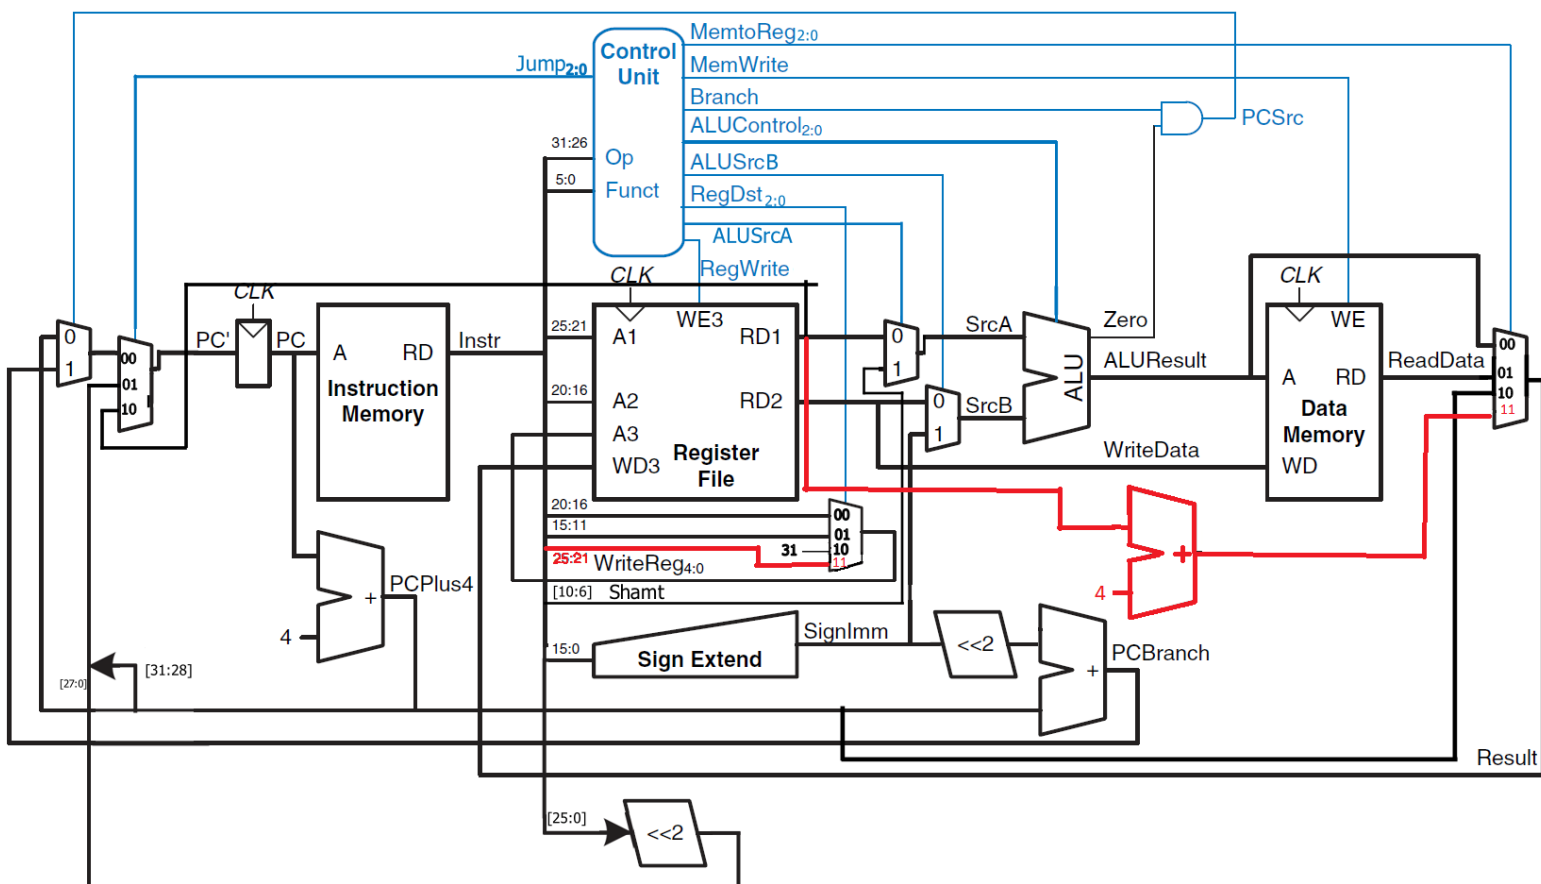 MemtoReg2:0
Control
Unit
Jump2:0
MemWrite
Branch
PCSrc
ALUControl2:0
31:26
Op
ALUSrcB
5:0
Funct
RegDst 2:0
ALUSrcA
RegWrite
CLK
CLK
CLK
0
1
00
01
10
PC'
PC
A
RD
Instruction
Memory
Instr
25:21
A1
WE3
RD1
20:16
A2
RD2
A3
WD3
Register
File
0
1
SrcA
0
1
SrcB
ALU
Zero
ALUResult
WriteData
WE
A
RD
Data
Memory
WD
ReadData
00
01
10
11
20:16
15:11
25:21
WriteReg4:0
31
00
01
10
11
[10:6]
Shamt
4
+
PCPlus4
4
+
15:0
Sign Extend
SignImm
<<2
+
PCBranch
[27:0]
[31:28]
Result
[25:0]
<<2